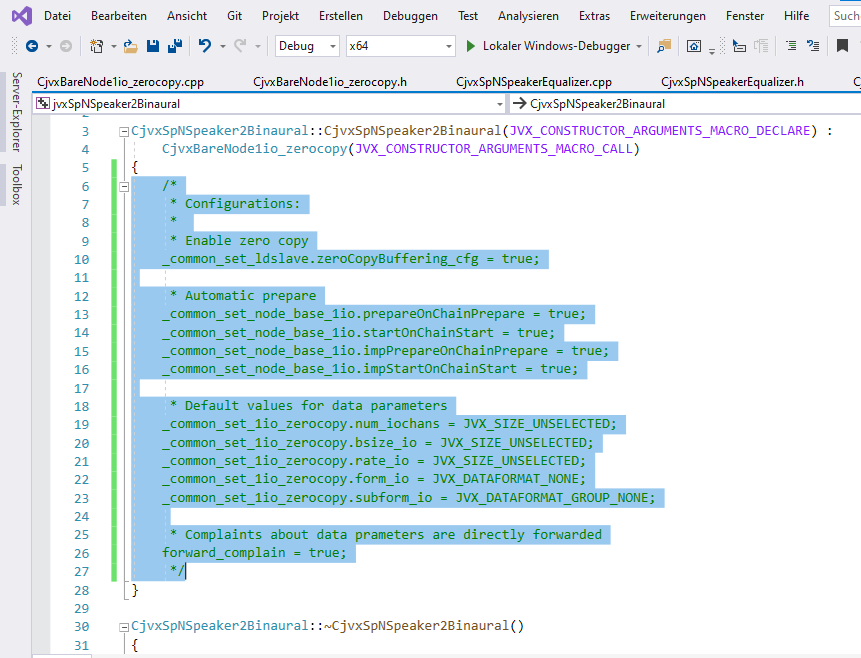 Datei Bearbeiten Ansicht Git Projekt Erstellen Debuggen Test Analysieren Extras Erweiterungen Fenster Hilfe Such
Debug x64 Lokaler Windows-Debugger
Server-Explorer
Toolbox
CjvxBareNode1io_zerocopy.cpp CjvxBareNode1io_zerocopy.h CjvxSpNSpeakerEqualizer.cpp CjvxSpNSpeakerEqualizer.h
jvxSpNSpeaker2Binaural CjvxSpNSpeaker2Binaural
3 CjvxSpNSpeaker2Binaural::CjvxSpNSpeaker2Binaural(JVX_CONSTRUCTOR_ARGUMENTS_MACRO_DECLARE) :
4 CjvxBareNode1io_zerocopy(JVX_CONSTRUCTOR_ARGUMENTS_MACRO_CALL)
5 {
6 /*
7 * Configurations:
8 *
9 * Enable zero copy
10 _common_set_ldslave.zeroCopyBuffering_cfg = true;
11
12 * Automatic prepare
13 _common_set_node_base_1io.prepareOnChainPrepare = true;
14 _common_set_node_base_1io.startOnChainStart = true;
15 _common_set_node_base_1io.impPrepareOnChainPrepare = true;
16 _common_set_node_base_1io.impStartOnChainStart = true;
17
18 * Default values for data parameters
19 _common_set_1io_zerocopy.num_iochans = JVX_SIZE_UNSELECTED;
20 _common_set_1io_zerocopy.bsize_io = JVX_SIZE_UNSELECTED;
21 _common_set_1io_zerocopy.rate_io = JVX_SIZE_UNSELECTED;
22 _common_set_1io_zerocopy.form_io = JVX_DATAFORMAT_NONE;
23 _common_set_1io_zerocopy.subform_io = JVX_DATAFORMAT_GROUP_NONE;
24
25 * Complaints about data prameters are directly forwarded
26 forward_complain = true;
27 */
28 }
29
30 CjvxSpNSpeaker2Binaural::~CjvxSpNSpeaker2Binaural()
31 {